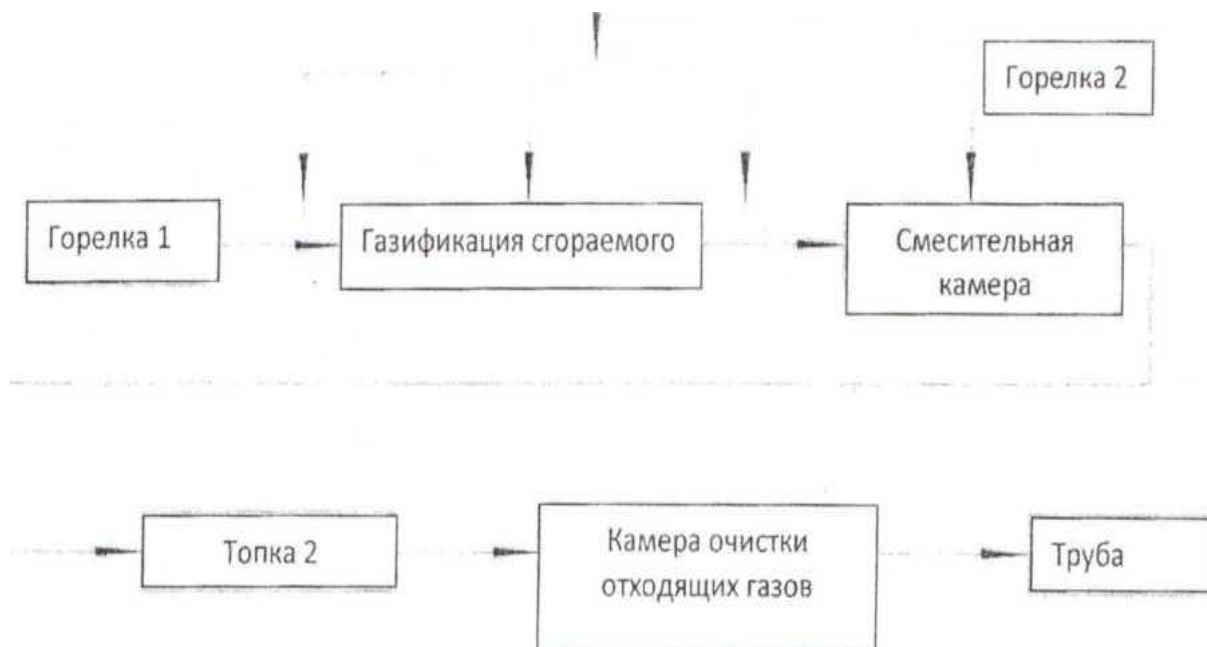 Горелка 2
Горелка 1
Газификация сгораемого
Смесительная
камера
Топка 2
Камера очистки
отходящих газов
Труба